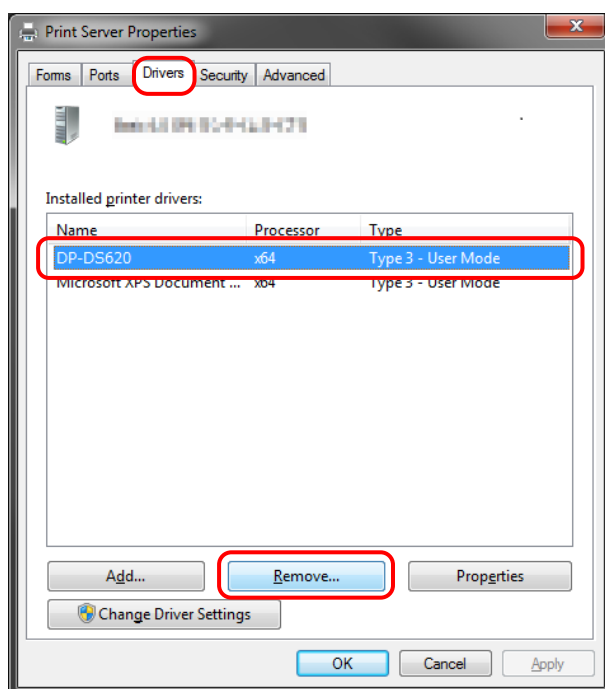 Print Server Properties
Forms Ports Drivers Security Advanced
Installed printer drivers:
Name Processor Type
DP-DS620 x64 Type 3 - User Mode
Microsoft XPS Document ... x64 Type 3 - User Mode
Add... Remove... Properties
Change Driver Settings
OK Cancel Apply